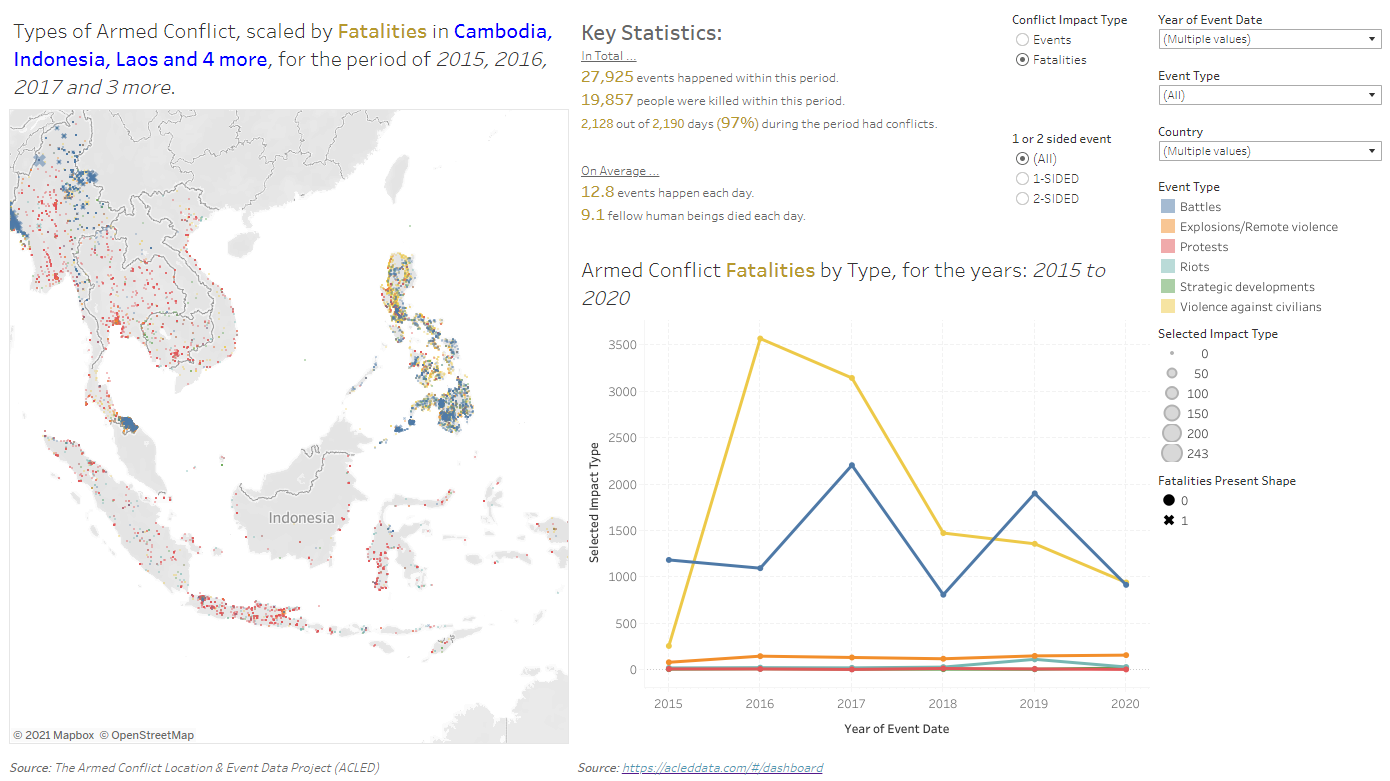 Types of Armed Conflict, scaled by Fatalities in Cambodia,
Indonesia, Laos and 4 more, for the period of 2015, 2016,
2017 and 3 more.
Indonesia
© 2021 Mapbox © OpenStreetMap
Source: The Armed Conflict Location & Event Data Project (ACLED)
Key Statistics:
In Total ...
27,925 events happened within this period.
19,857 people were killed within this period.
2,128 out of 2,190 days (97%) during the period had conflicts.
On Average ...
12.8 events happen each day.
9.1 fellow human beings died each day.
Armed Conflict Fatalities by Type, for the years: 2015 to
2020
Selected Impact Type
3500
3000
2500
2000
1500
1000
500
0
2015 2016 2017 2018 2019 2020
Year of Event Date
Source: https://acleddata.com/#/dashboard
Conflict Impact Type
Events
Fatalities
1 or 2 sided event
(All)
1-SIDED
2-SIDED
Year of Event Date
(Multiple values)
Event Type
(All)
Country
(Multiple values)
Event Type
Battles
Explosions/Remote violence
Protests
Riots
Strategic developments
Violence against civilians
Selected Impact Type
0
50
100
150
200
243
Fatalities Present Shape
0
1